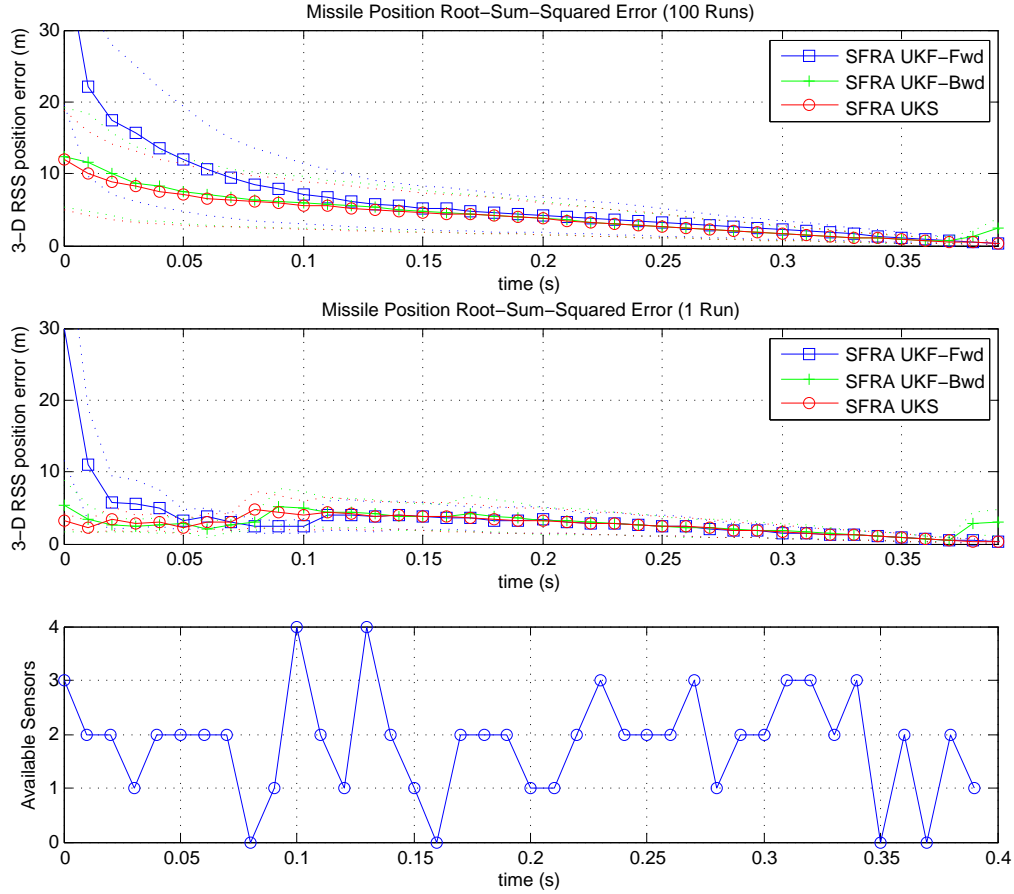 Missile Position Root−Sum−Squared Error (100 Runs)
3−D RSS position error (m)
30
20
10
0
SFRA UKF−Fwd
SFRA UKF−Bwd
SFRA UKS
0 0.05 0.1 0.15 0.2 0.25 0.3 0.35
time (s)
Missile Position Root−Sum−Squared Error (1 Run)
3−D RSS position error (m)
30
20
10
0
SFRA UKF−Fwd
SFRA UKF−Bwd
SFRA UKS
0 0.05 0.1 0.15 0.2 0.25 0.3 0.35
time (s)
Available Sensors
4
3
2
1
0
0 0.05 0.1 0.15 0.2 0.25 0.3 0.35 0.4
time (s)